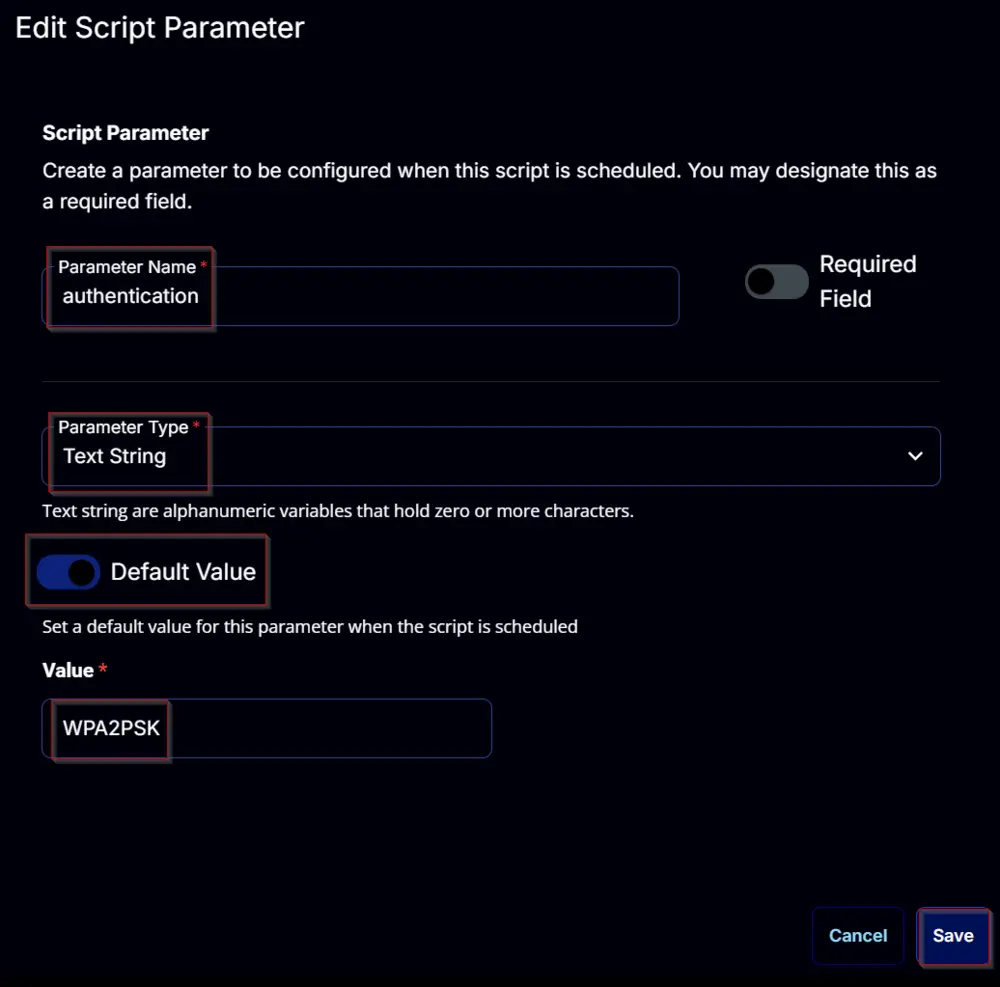 Edit Script Parameter
Script Parameter
Create a parameter to be configured when this script is scheduled. You may designate this as
a required field.
Parameter Name *
authentication
Required
Field
Parameter Type *
Text String
Text string are alphanumeric variables that hold zero or more characters.
Default Value
Set a default value for this parameter when the script is scheduled
Value *
WPA2PSK
Cancel
Save